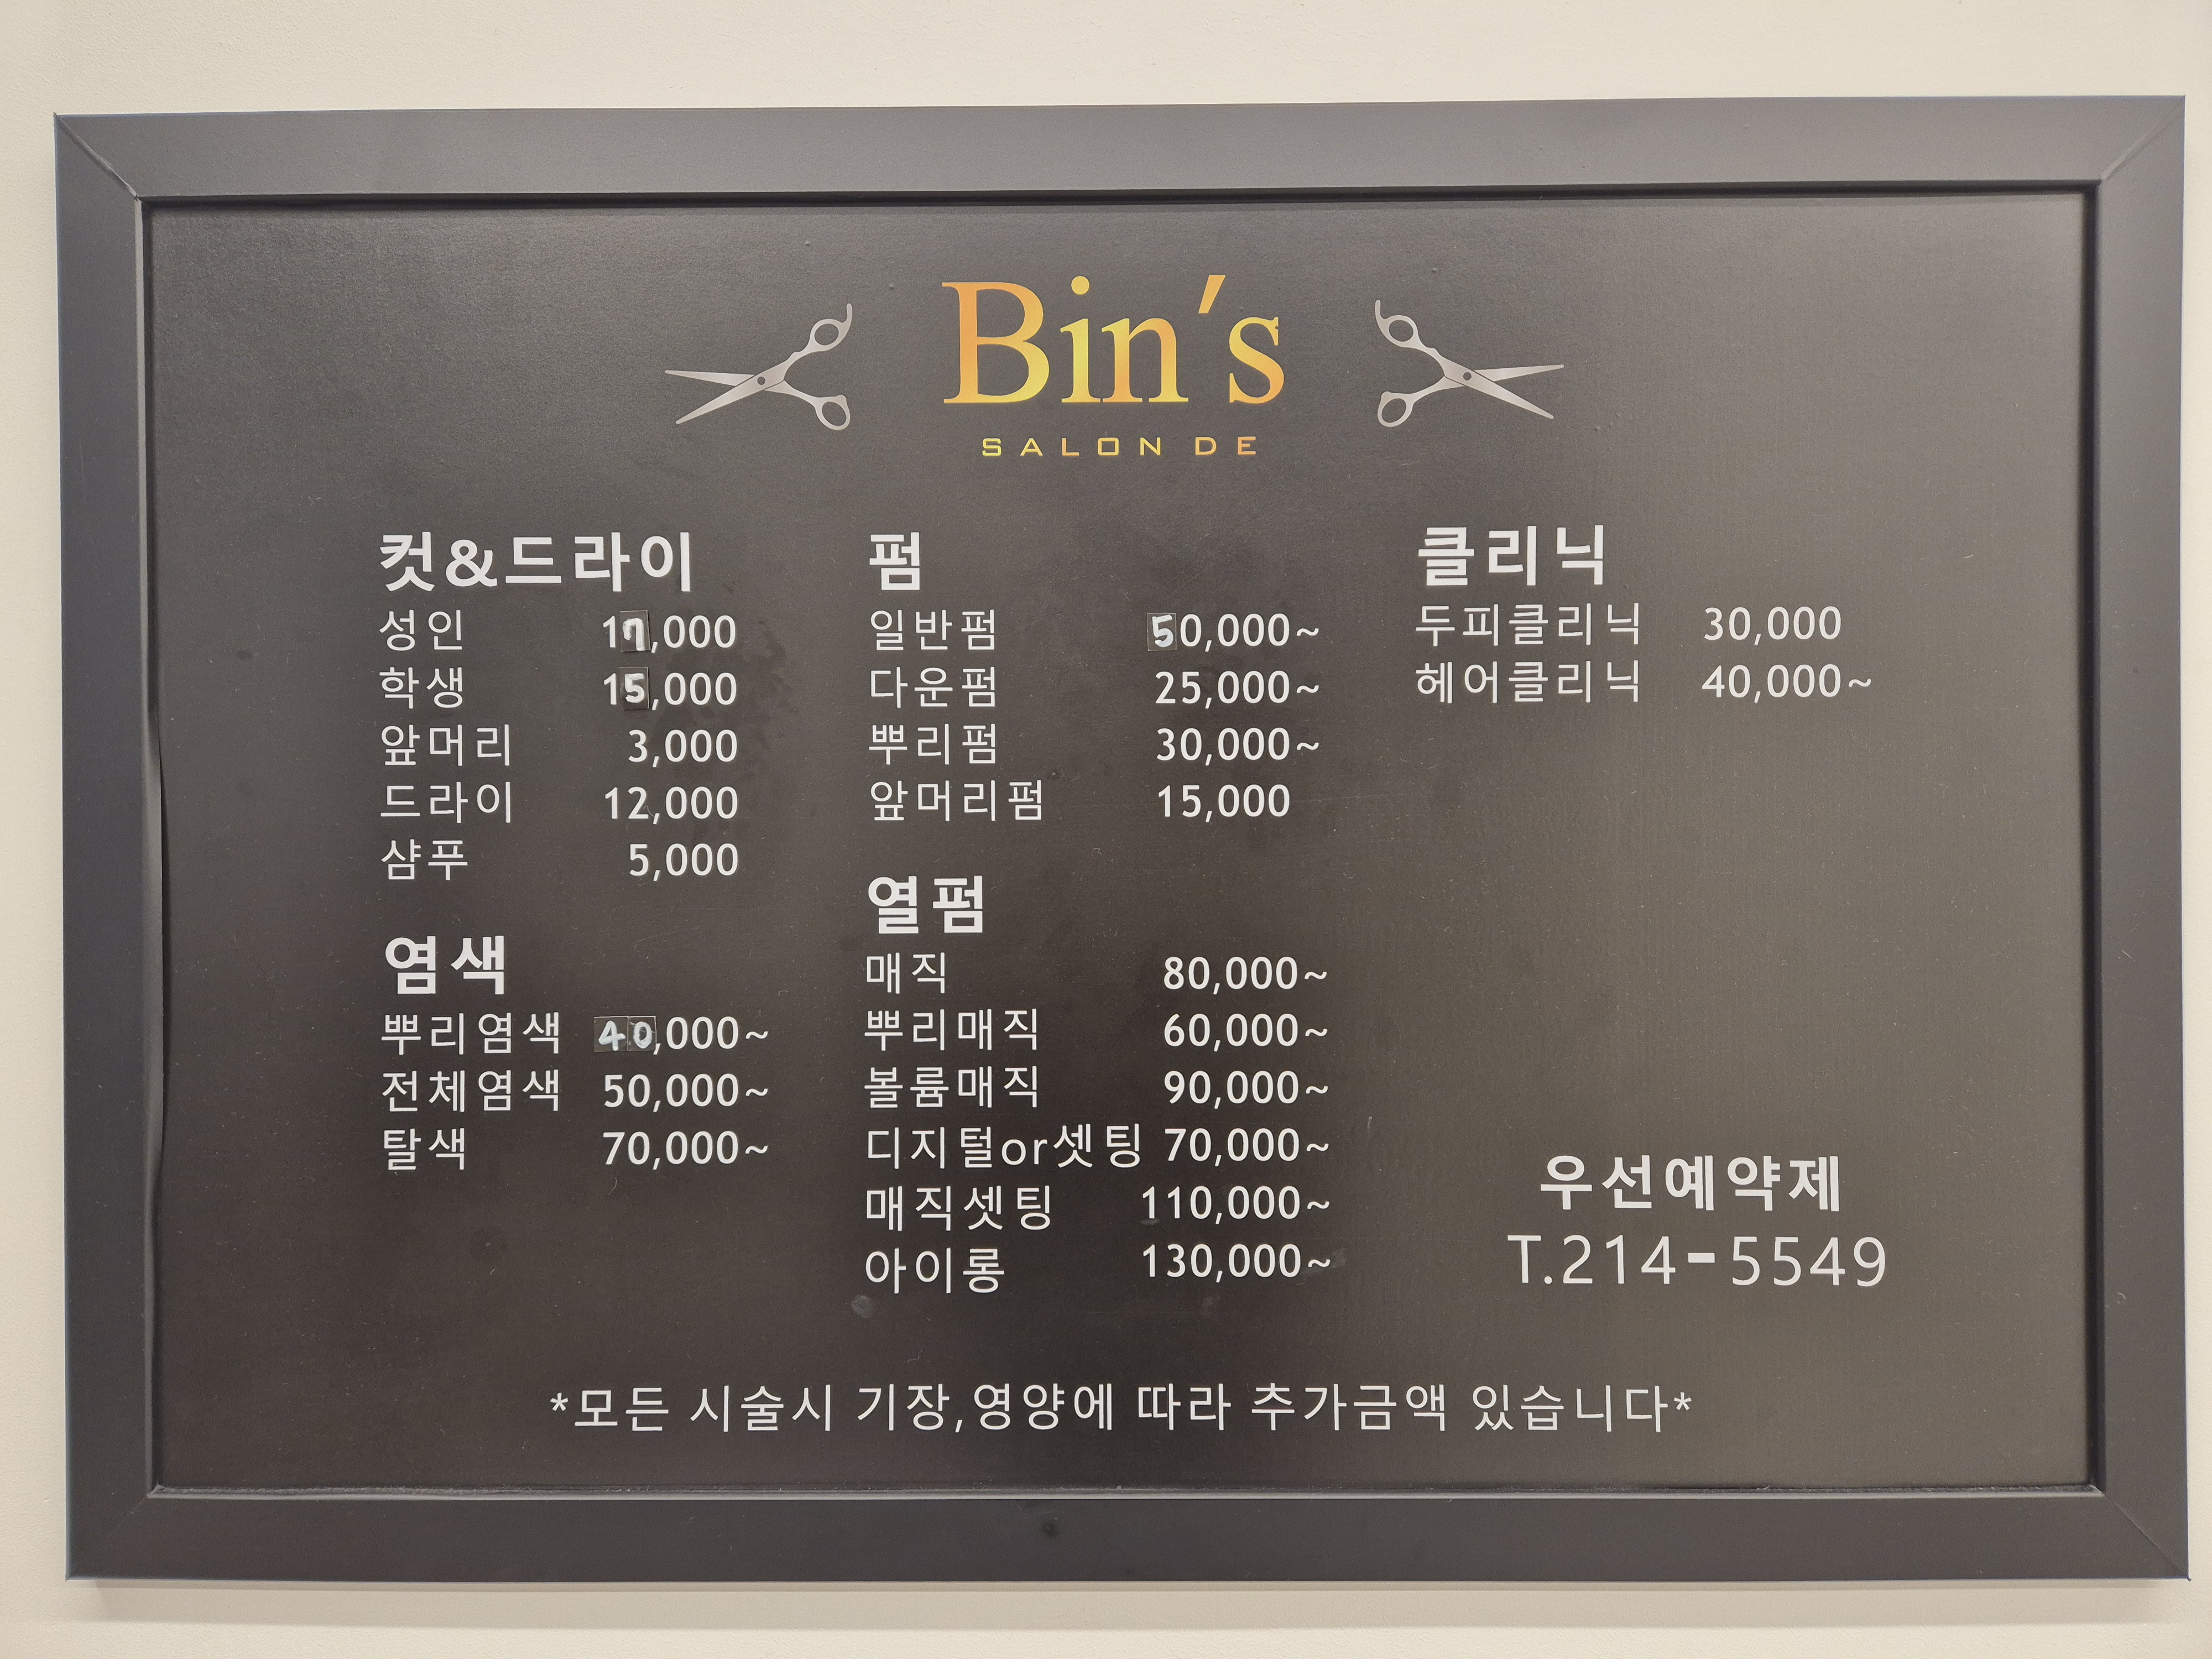 Bin's
SALON DE
컷&드라이
성인 17,000
학생 15,000
앞머리 3,000
드라이 12,000
샴푸 5,000
염색
뿌리염색 40,000~
전체염색 50,000~
탈색 70,000~
펌
일반펌 50,000~
다운펌 25,000~
뿌리펌 30,000~
앞머리펌 15,000
열펌
매직 80,000~
뿌리매직 60,000~
볼륨매직 90,000~
디지털or셋팅 70,000~
매직셋팅 110,000~
아이롱 130,000~
클리닉
두피클리닉 30,000
헤어클리닉 40,000~
우선예약제
T.214-5549
*모든 시술시 기장,영양에 따라 추가금액 있습니다*